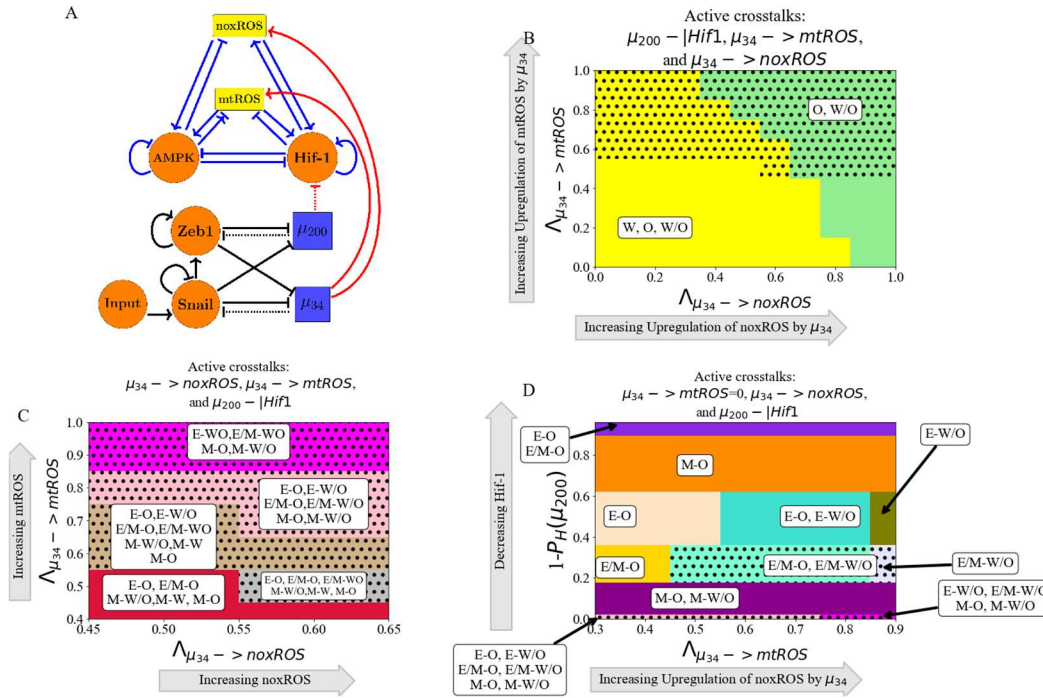 A
noxROS
mtROS
AMPK
Hif-1
Zeb1
μ200
Input
Snail
μ34
B
Active crosstalks:
μ200 − |Hif1, μ34 − > mtROS,
and μ34 − > noxROS
Increasing Upregulation of mtROS by μ34
Λμ34 − > mtROS
1.0
0.8
0.6
0.4
0.2
0.0
O, W/O
W, O, W/O
0.0 0.2 0.4 0.6 0.8 1.0
Λμ34 − > noxROS
Increasing Upregulation of noxROS by μ34
C
Active crosstalks:
μ34 − > noxROS, μ34 − > mtROS,
and μ200 − |Hif1
Increasing mtROS
Λμ34 − > mtROS
1.0
0.9
0.8
0.7
0.6
0.5
0.4
E-WO,E/M-WO
M-O,M-W/O
E-O,E-W/O
E/M-O,E/M-W/O
M-O,M-W/O
E-O,E-W/O
E/M-O,E/M-WO
M-W/O,M-W
M-O
E-O, E/M-O
M-W/O,M-W, M-O
E-O, E/M-O, E/M-WO
M-W/O,M-W, M-O
0.45 0.50 0.55 0.60 0.65
Λμ34 − > noxROS
Increasing noxROS
D
Active crosstalks:
μ34 − > mtROS=0, μ34 − > noxROS,
and μ200 − |Hif1
Decreasing Hif-1
1-PH(μ200)
0.8
0.6
0.4
0.2
0.0
E-O
E/M-O
M-O
E-W/O
E-O
E-O, E-W/O
E/M-O
E/M-O, E/M-W/O
E/M-W/O
M-O, M-W/O
E-W/O, E/M-W/O
M-O, M-W/O
E-O, E-W/O
E/M-O, E/M-W/O
M-O, M-W/O
0.3 0.4 0.5 0.6 0.7 0.8 0.9
Λμ34 − > mtROS
Increasing Upregulation of noxROS by μ34